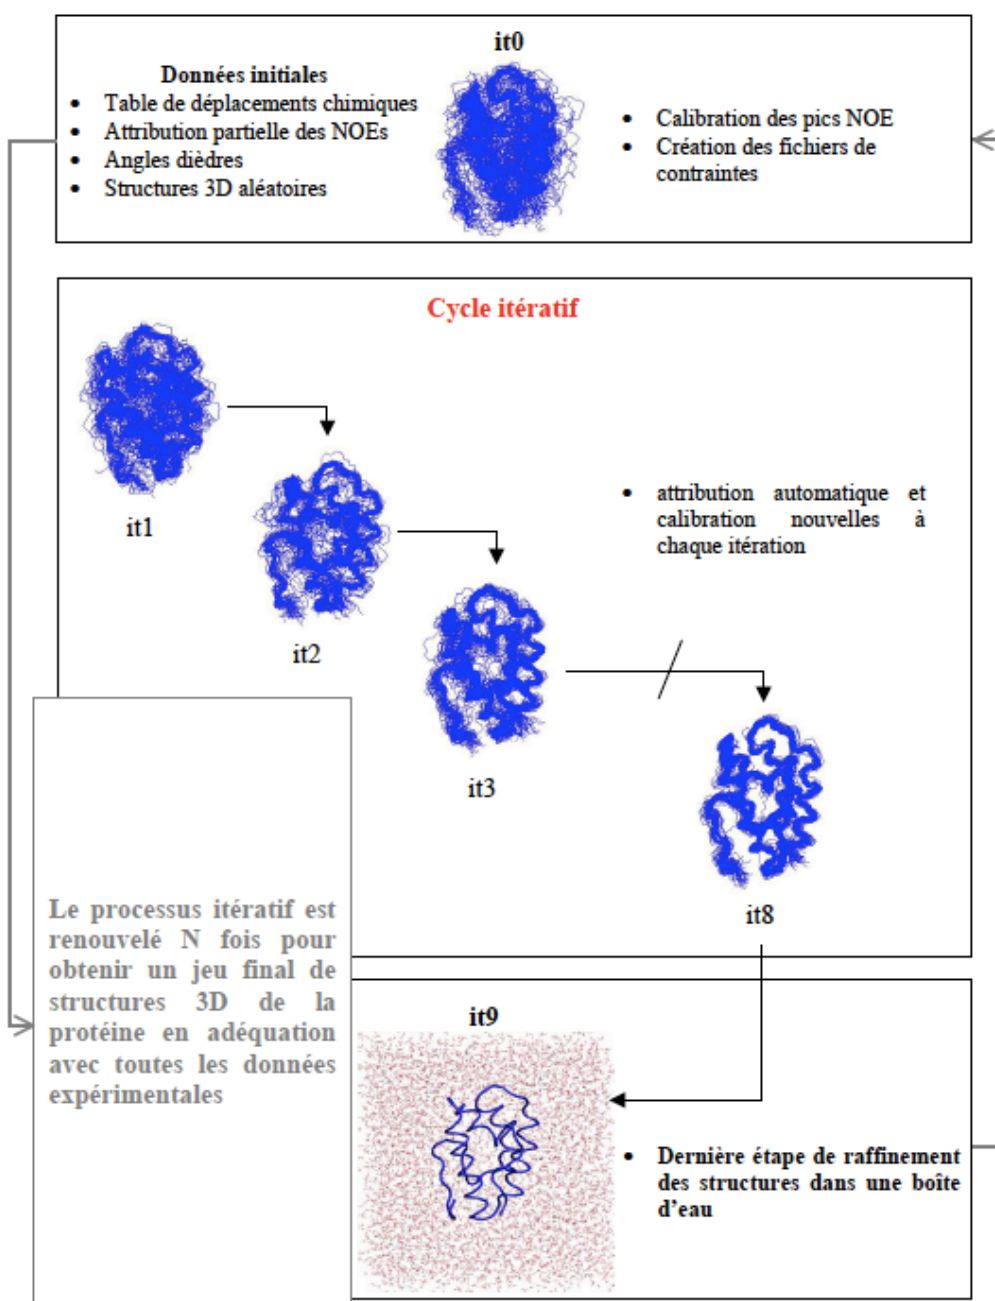 it0
Données initiales
• Table de déplacements chimiques
• Attribution partielle des NOEs
• Angles dièdres
• Structures 3D aléatoires
• Calibration des pics NOE
• Création des fichiers de
contraintes
Cycle itératif
it1
it2
it3
it8
• attribution automatique et
calibration nouvelles à
chaque itération
Le processus itératif est
renouvelé N fois pour
obtenir un jeu final de
structures 3D de la
protéine en adéquation
avec toutes les données
expérimentales
it9
• Dernière étape de raffinement
des structures dans une boîte
d’eau